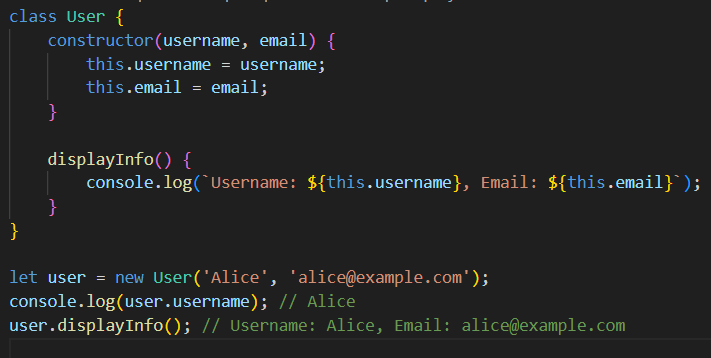 class User {
    constructor(username, email) {
        this.username = username;
        this.email = email;
    }
    displayInfo() {
        console.log(`Username: ${this.username}, Email: ${this.email}`);
    }
}
let user = new User('Alice', 'alice@example.com');
console.log(user.username); // Alice
user.displayInfo(); // Username: Alice, Email: alice@example.com